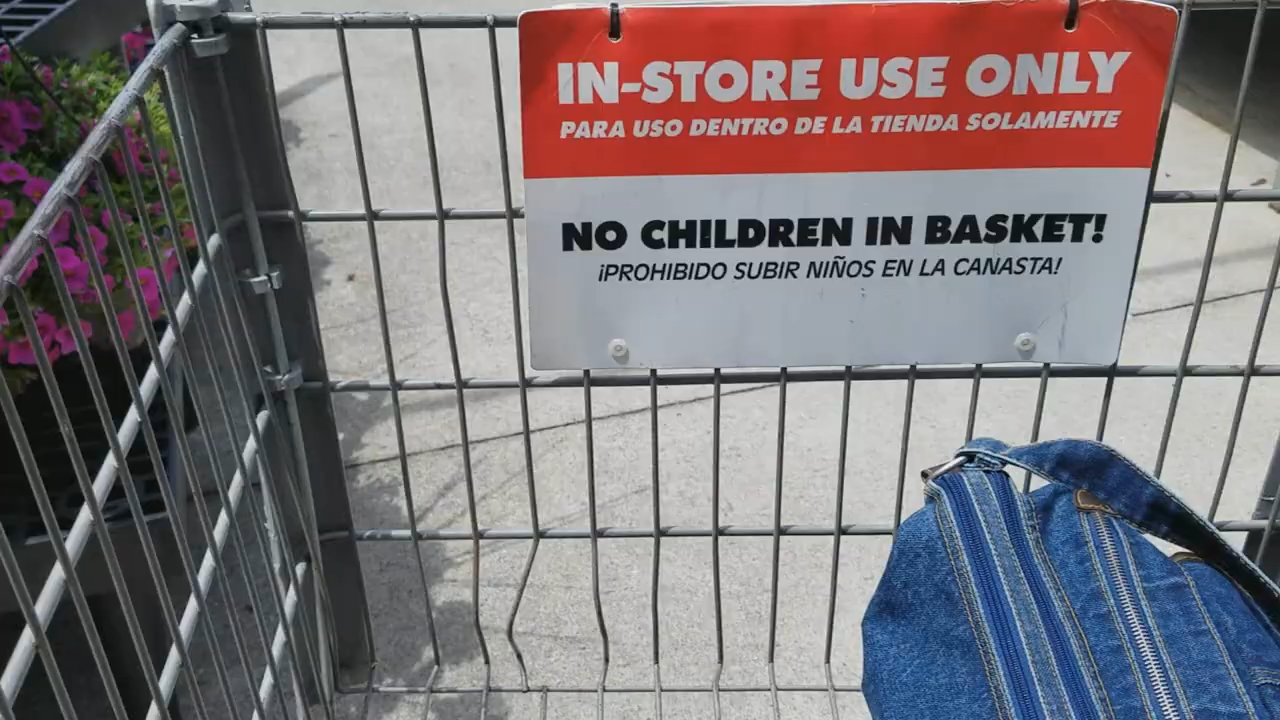 IN-STORE USE ONLY
PARA USO DENTRO DE LA TIENDA SOLAMENTE
NO CHILDREN IN BASKET!
¡PROHIBIDO SUBIR NIÑOS EN LA CANASTA!